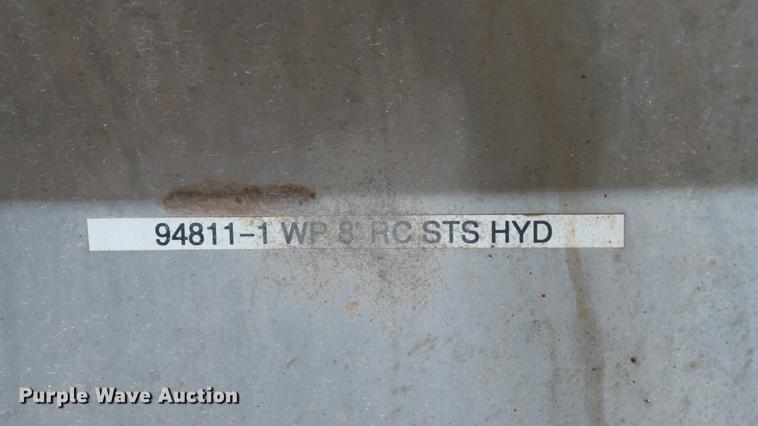 94811-1 WP 8' RC STS HYD
Purple Wave Auction